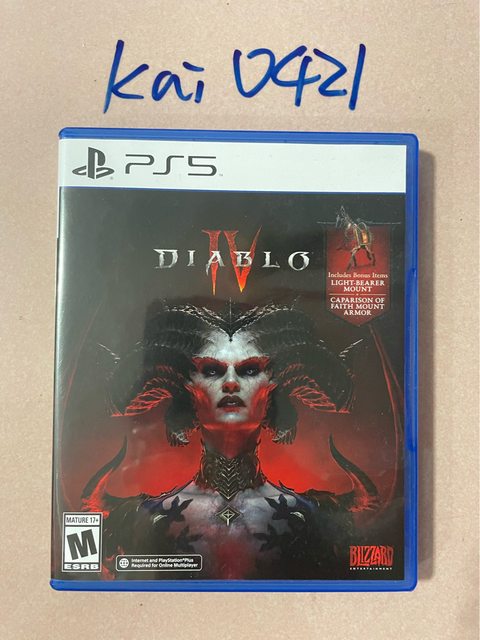 kai 0421
PS5
DIABLO IV
Includes Bonus Items
LIGHT-BEARER
MOUNT
CAPARISON OF
FAITH MOUNT
ARMOR
MATURE 17+
M
ESRB
Internet and PlayStation®Plus
Required for Online Multiplayer
BLIZZARD
ENTERTAINMENT